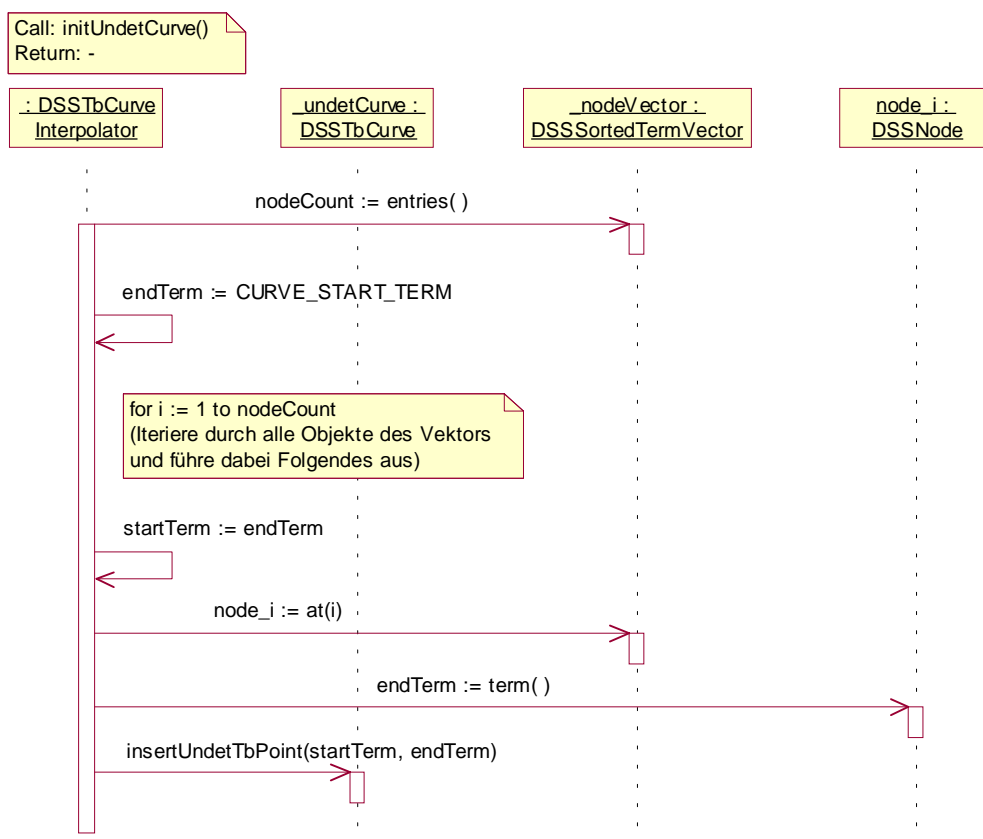 Call: initUndetCurve()
Return: -
: DSSTbCurve
Interpolator
_undetCurve :
DSSTbCurve
_nodeVector :
DSSSortedTermVector
node_i :
DSSNode
nodeCount := entries( )
endTerm := CURVE_START_TERM
for i := 1 to nodeCount
(Iteriere durch alle Objekte des Vektors
und führe dabei Folgendes aus)
startTerm := endTerm
node_i := at(i)
endTerm := term( )
insertUndetTbPoint(startTerm, endTerm)